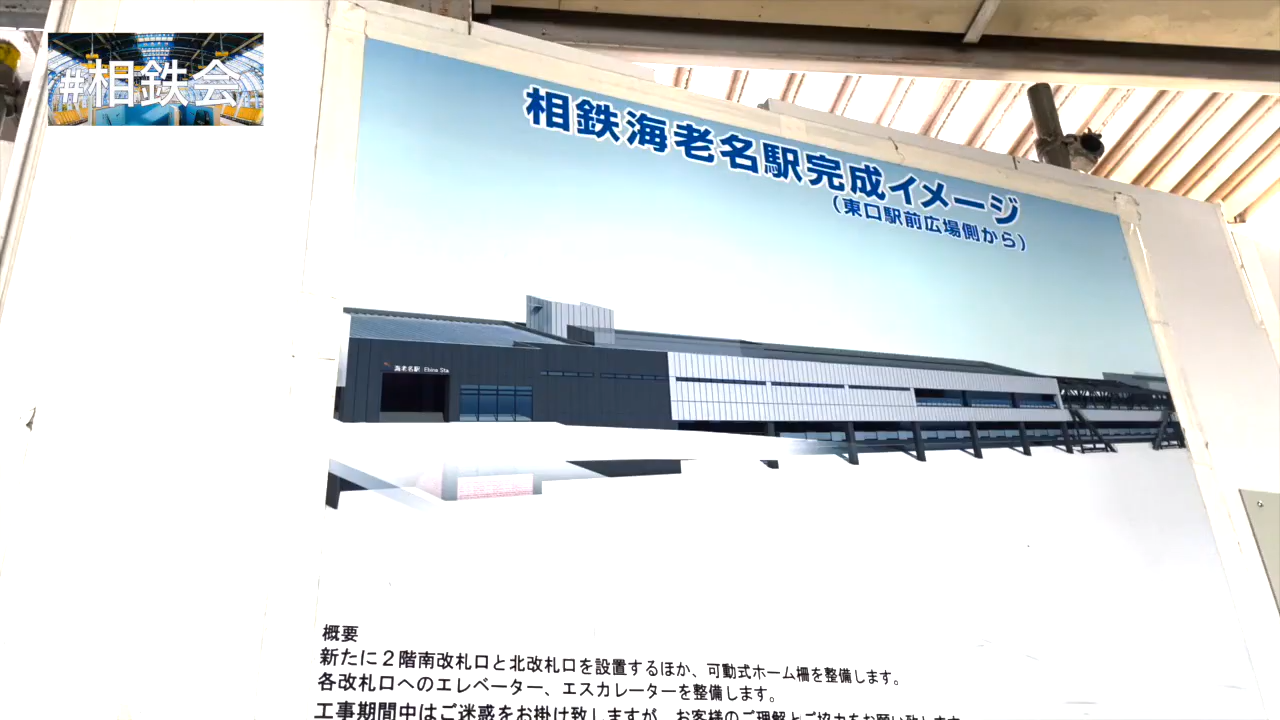 #相鉄会
相鉄海老名駅完成イメージ
（東口駅前広場側から）
海老名駅 Ebina Sta
概要
新たに２階南改札口と北改札口を設置するほか、可動式ホーム柵を整備します。
各改札口へのエレベーター、エスカレーターを整備します。
工事期間中はご迷惑をお掛け致しますが、お客様のご理解とご協力をお願い致します